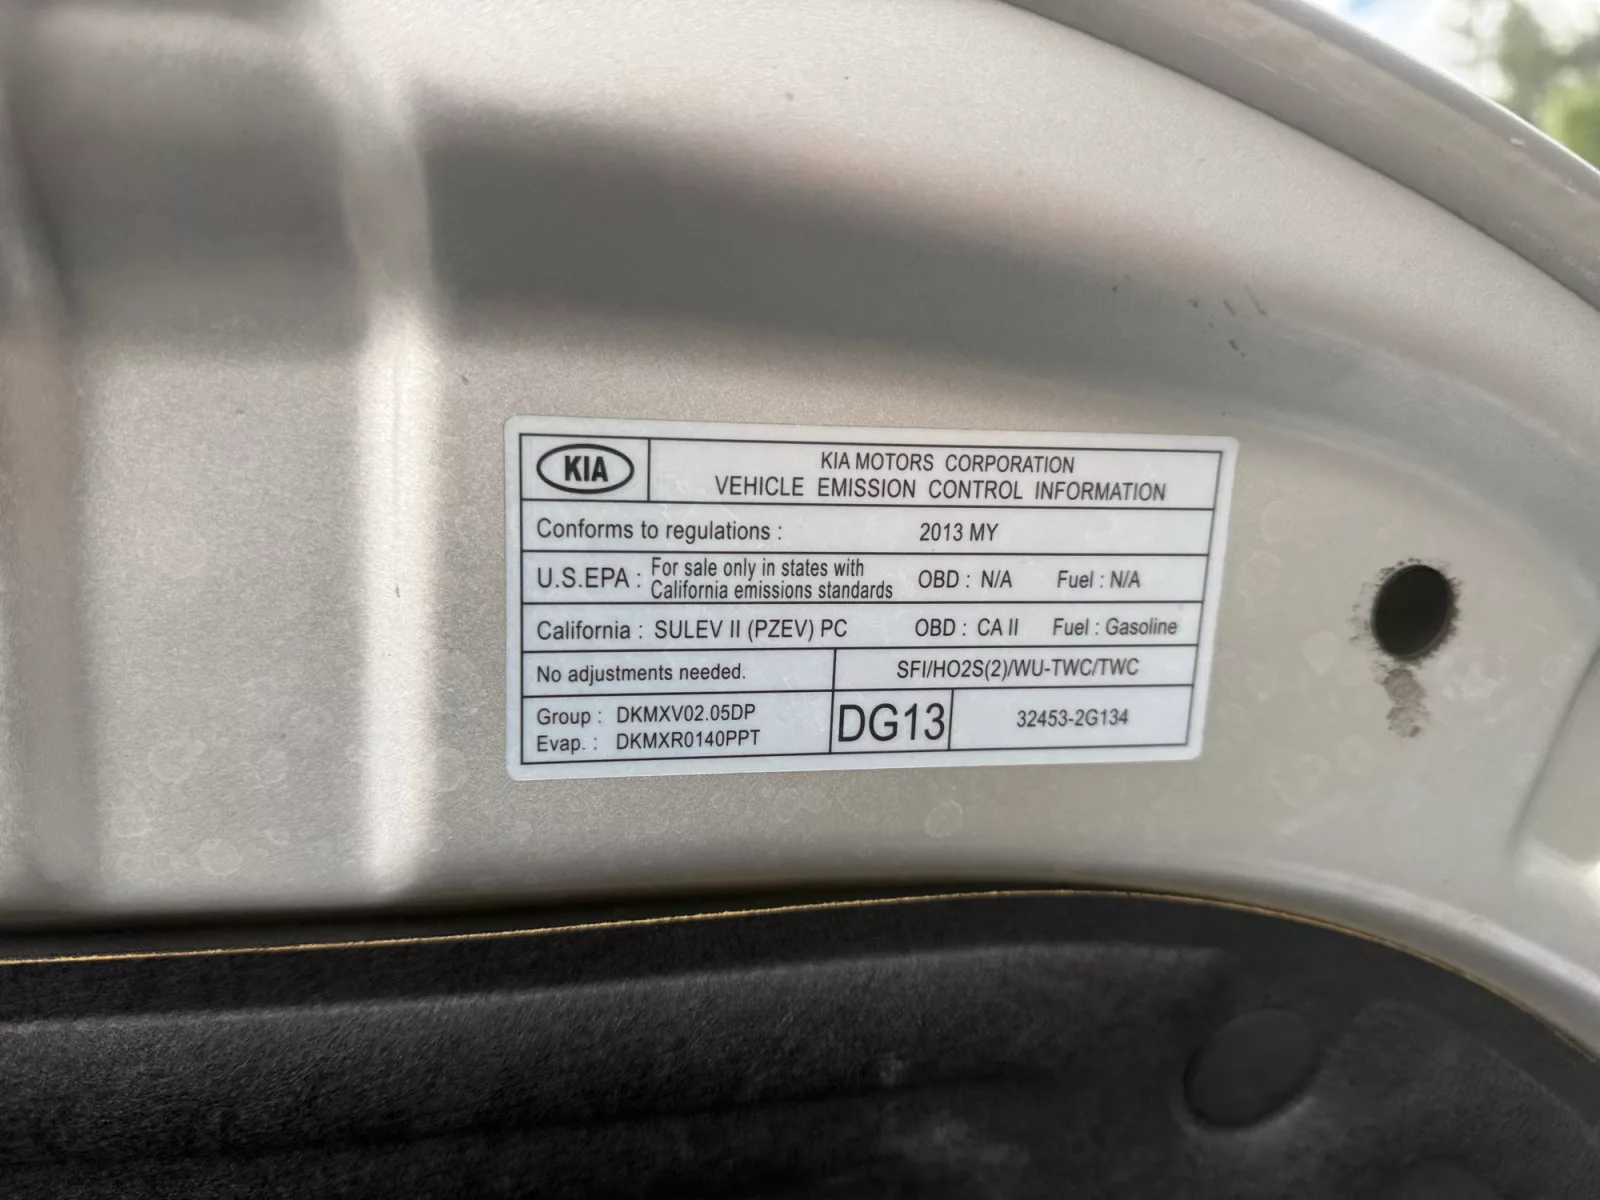 KIA
KIA MOTORS CORPORATION
VEHICLE EMISSION CONTROL INFORMATION
Conforms to regulations : 2013 MY
U.S.EPA : For sale only in states with
California emissions standards OBD : N/A Fuel : N/A
California : SULEV II (PZEV) PC OBD : CA II Fuel : Gasoline
No adjustments needed. SFI/HO2S(2)/WU-TWC/TWC
Group : DKMXV02.05DP
Evap. : DKMXR0140PPT
DG13
32453-2G134